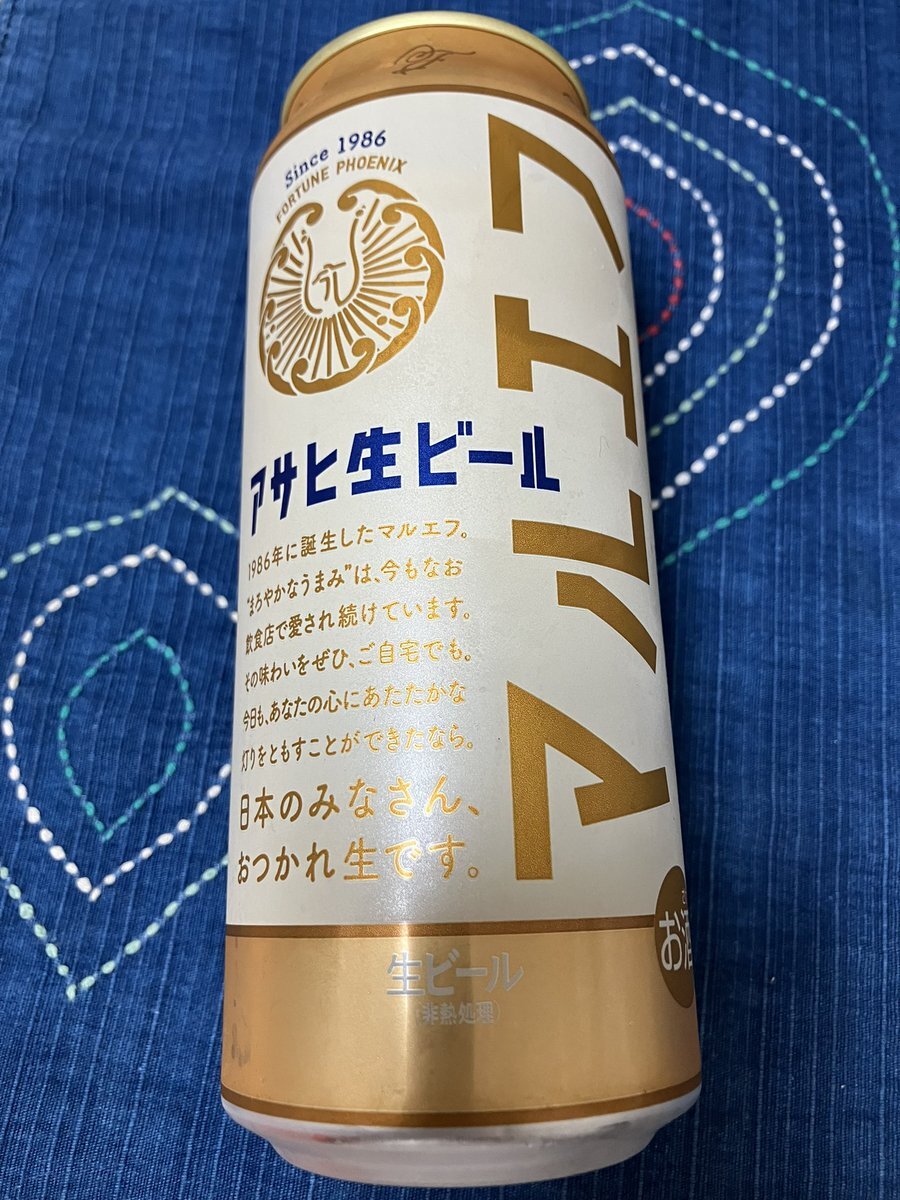 Since 1986
FORTUNE PHOENIX
アサヒ生ビール
1986年に誕生したマルエフ。
“まろやかなうまみ”は、今もなお
飲食店で愛され続けています。
その味わいをぜひ、ご自宅でも。
今日も、あなたの心にあたたかな
灯りをともすことができたなら。
日本のみなさん、
おつかれ生です。
マルエフ
お酒
生ビール
(非熱処理)